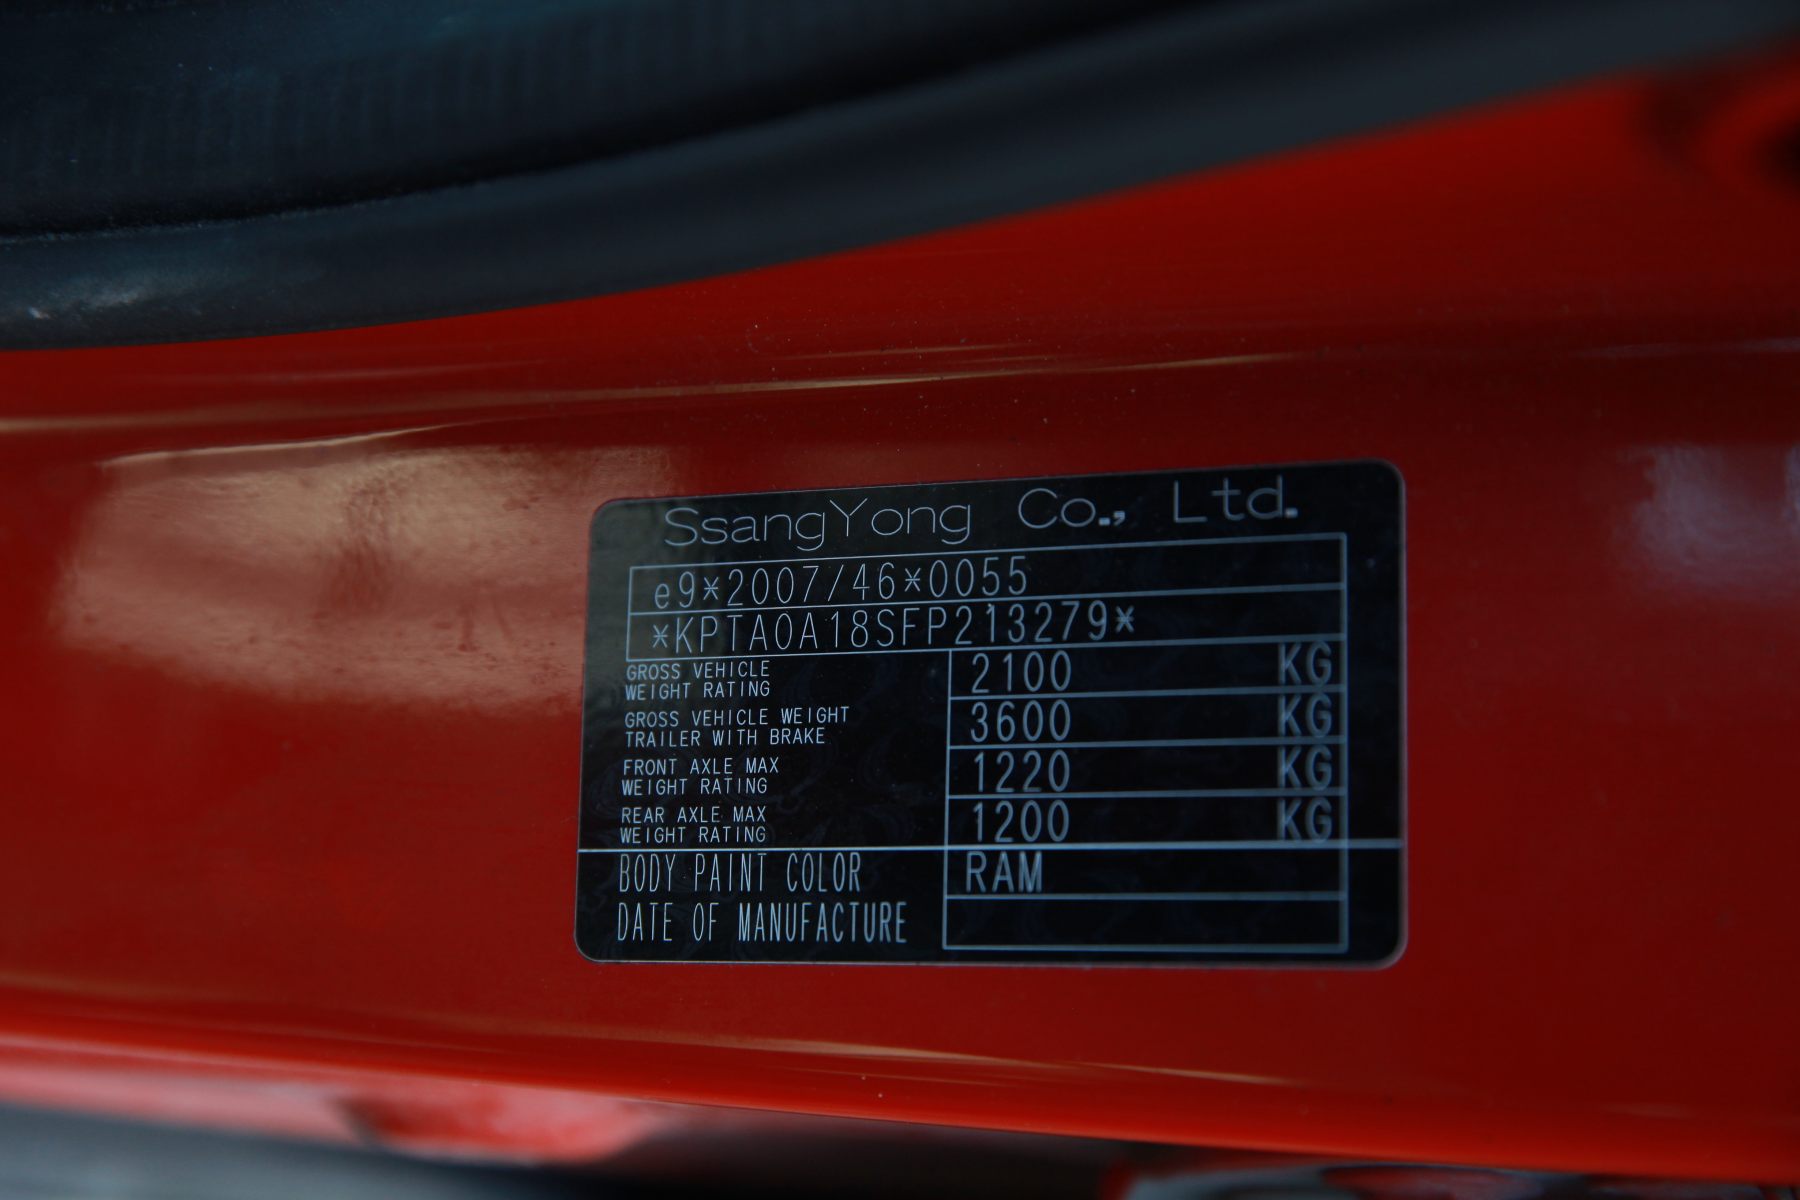 SsangYong Co., Ltd.
e9*2007/46*0055
*KPTA0A18SFP213279*
GROSS VEHICLE
WEIGHT RATING 2100 KG
GROSS VEHICLE WEIGHT
TRAILER WITH BRAKE 3600 KG
FRONT AXLE MAX
WEIGHT RATING 1220 KG
REAR AXLE MAX
WEIGHT RATING 1200 KG
BODY PAINT COLOR RAM
DATE OF MANUFACTURE